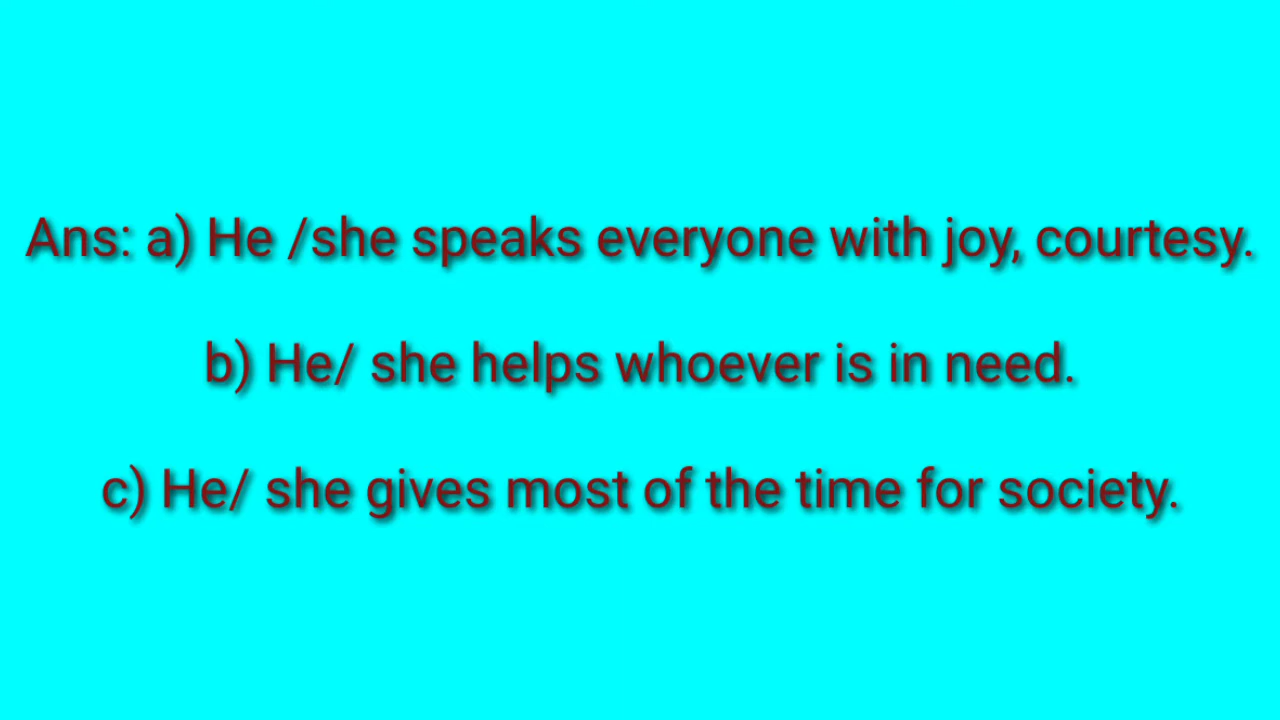 Ans: a) He /she speaks everyone with joy, courtesy.
b) He/ she helps whoever is in need.
c) He/ she gives most of the time for society.